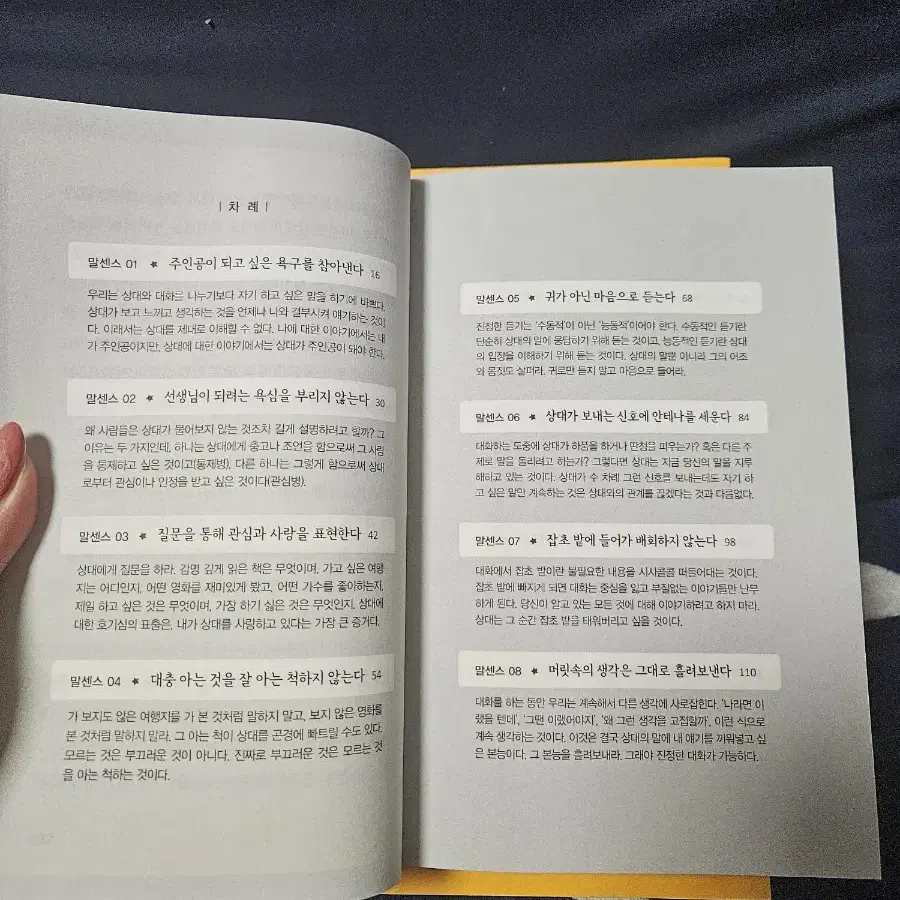 | 차 례 |
말센스 01 ★ 주인공이 되고 싶은 욕구를 참아낸다 16
우리는 상대와 대화를 나누기보다 자기 하고 싶은 말을 하기에 바쁘다.
상대가 보고 느끼고 생각하는 것을 언제나 나와 결부시켜 얘기하는 것이
다. 이래서는 상대를 제대로 이해할 수 없다. 나에 대한 이야기에서는 내
가 주인공이지만, 상대에 대한 이야기에서는 상대가 주인공이 돼야 한다.
말센스 02 ★ 선생님이 되려는 욕심을 부리지 않는다 30
왜 사람들은 상대가 물어보지 않은 것조차 길게 설명하려고 할까? 그
이유는 두 가지인데, 하나는 상대에게 충고나 조언을 함으로써 그 사람
을 통제하고 싶은 것이고(통제병), 다른 하나는 그렇게 함으로써 상대
로부터 관심이나 인정을 받고 싶은 것이다(관심병).
말센스 03 ★ 질문을 통해 관심과 사랑을 표현한다 42
상대에게 질문을 하라. 감명 깊게 읽은 책은 무엇이며, 가고 싶은 여행
지는 어디인지, 어떤 영화를 재미있게 봤고, 어떤 가수를 좋아하는지,
제일 하고 싶은 것은 무엇이며, 가장 하기 싫은 것은 무엇인지. 상대에
대한 호기심의 표출은, 내가 상대를 사랑하고 있다는 가장 큰 증거다.
말센스 04 ★ 대충 아는 것을 잘 아는 척하지 않는다 54
가 보지도 않은 여행지를 가 본 것처럼 말하지 말고, 보지 않은 영화를
본 것처럼 말하지 말라. 그 아는 척이 상대를 곤경에 빠트릴 수도 있다.
모르는 것은 부끄러운 것이 아니다. 진짜로 부끄러운 것은 모르는 것
을 아는 척하는 것이다.
말센스 05 ★ 귀가 아닌 마음으로 듣는다 68
진정한 듣기는 '수동적'이 아닌 '능동적'이어야 한다. 수동적인 듣기란
단순히 상대의 말에 응답하기 위해 듣는 것이고, 능동적인 듣기란 상대
의 입장을 이해하기 위해 듣는 것이다. 상대의 말뿐 아니라 그의 어조
와 몸짓도 살펴라. 귀로만 듣지 말고 마음으로 들어라.
말센스 06 ★ 상대가 보내는 신호에 안테나를 세운다 84
대화하는 도중에 상대가 하품을 하거나 딴청을 피우는가? 혹은 다른 주
제로 말을 돌리려고 하는가? 그렇다면 상대는 지금 당신의 말을 지루
해하고 있는 것이다. 상대가 수 차례 그런 신호를 보내는데도 자기 하
고 싶은 말만 계속하는 것은 상대와의 관계를 끊겠다는 것과 다름없다.
말센스 07 ★ 잡초 밭에 들어가 배회하지 않는다 98
대화에서 잡초 밭이란 불필요한 내용을 시시콜콜 떠들어대는 것이다.
잡초 밭에 빠지게 되면 대화는 중심을 잃고 부질없는 이야기들만 난무
하게 된다. 당신이 알고 있는 모든 것에 대해 이야기하려고 하지 마라.
상대는 그 순간 잡초 밭을 태워버리고 싶을 것이다.
말센스 08 ★ 머릿속의 생각은 그대로 흘려보낸다 110
대화를 하는 동안 우리는 계속해서 다른 생각에 사로잡힌다. '나라면 이
랬을 텐데', '그땐 이랬어야지', '왜 그런 생각을 고집할까', 이런 식으로
계속 생각하는 것이다. 이것은 결국 상대의 말에 내 얘기를 끼워넣고 싶
은 본능이다. 그 본능을 흘려보내라. 그래야 진정한 대화가 가능하다.